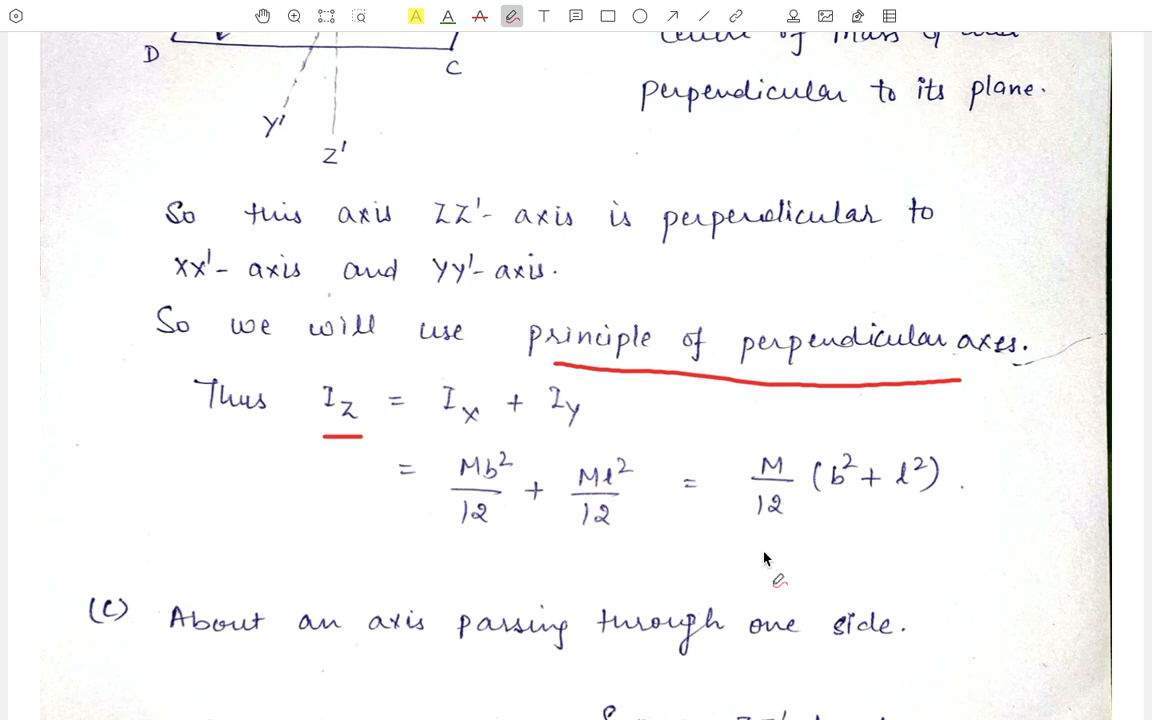 D
C
Y'
Z'
perpendicular to its plane.
So this axis ZZ'- axis is perpendicular to
XX'- axis and YY'- axis.
So we will use principle of perpendicular axes.
Thus I_Z = I_X + I_Y
= Mb²/12 + Ml²/12 = M/12 (b² + l²).
(C) About an axis passing through one side.